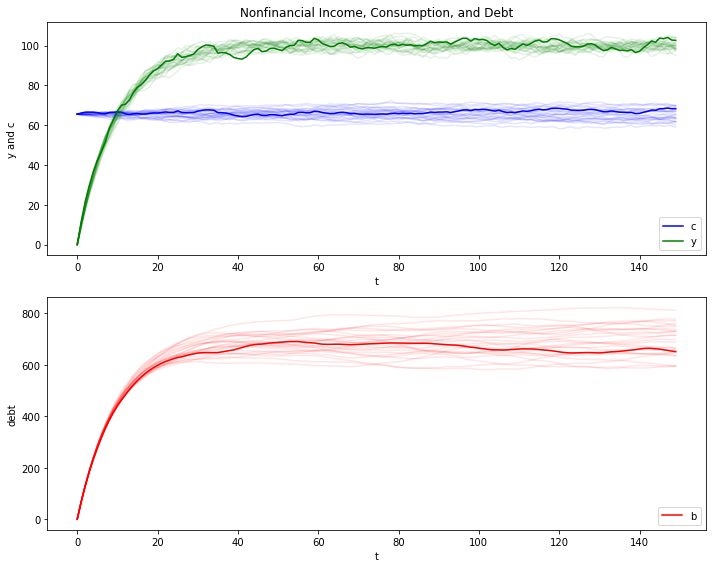 Nonfinancial Income, Consumption, and Debt
y and c
100
80
60
40
20
0
c
y
0 20 40 60 80 100 120 140
t
debt
800
600
400
200
0
b
0 20 40 60 80 100 120 140
t